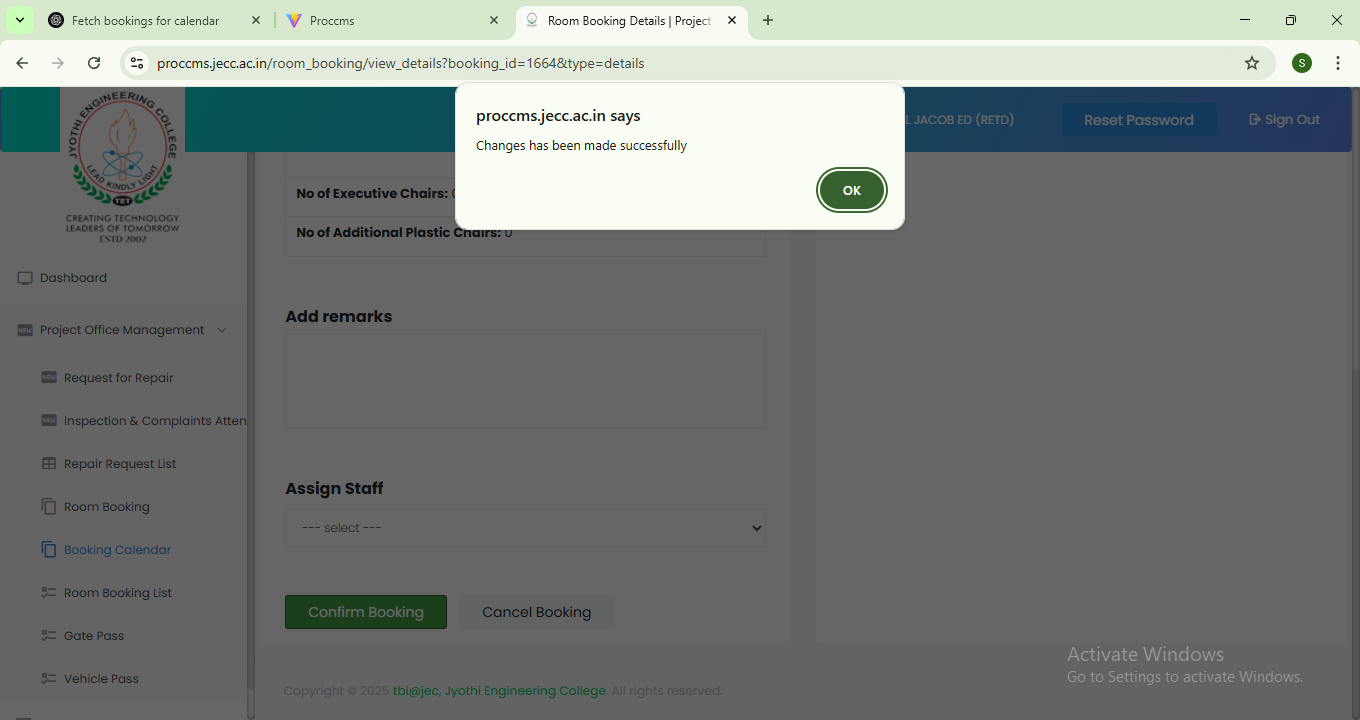 Fetch bookings for calendar
Proccms
Room Booking Details | Project
proccms.jecc.ac.in/room_booking/view_details?booking_id=1664&type=details
S
proccms.jecc.ac.in says
Changes has been made successfully
OK
L JACOB ED (RETD)
Reset Password
Sign Out
JYOTHI ENGINEERING COLLEGE
LEAD KINDLY LIGHT
CREATING TECHNOLOGY
LEADERS OF TOMORROW
ESTD 2002
Dashboard
NEW Project Office Management
NEW Request for Repair
NEW Inspection & Complaints Atten
Repair Request List
Room Booking
Booking Calendar
Room Booking List
Gate Pass
Vehicle Pass
No of Executive Chairs:
No of Additional Plastic Chairs: 0
Add remarks
Assign Staff
--- select ---
Confirm Booking
Cancel Booking
Copyright © 2025 tbi@jec, Jyothi Engineering College. All rights reserved.
Activate Windows
Go to Settings to activate Windows.